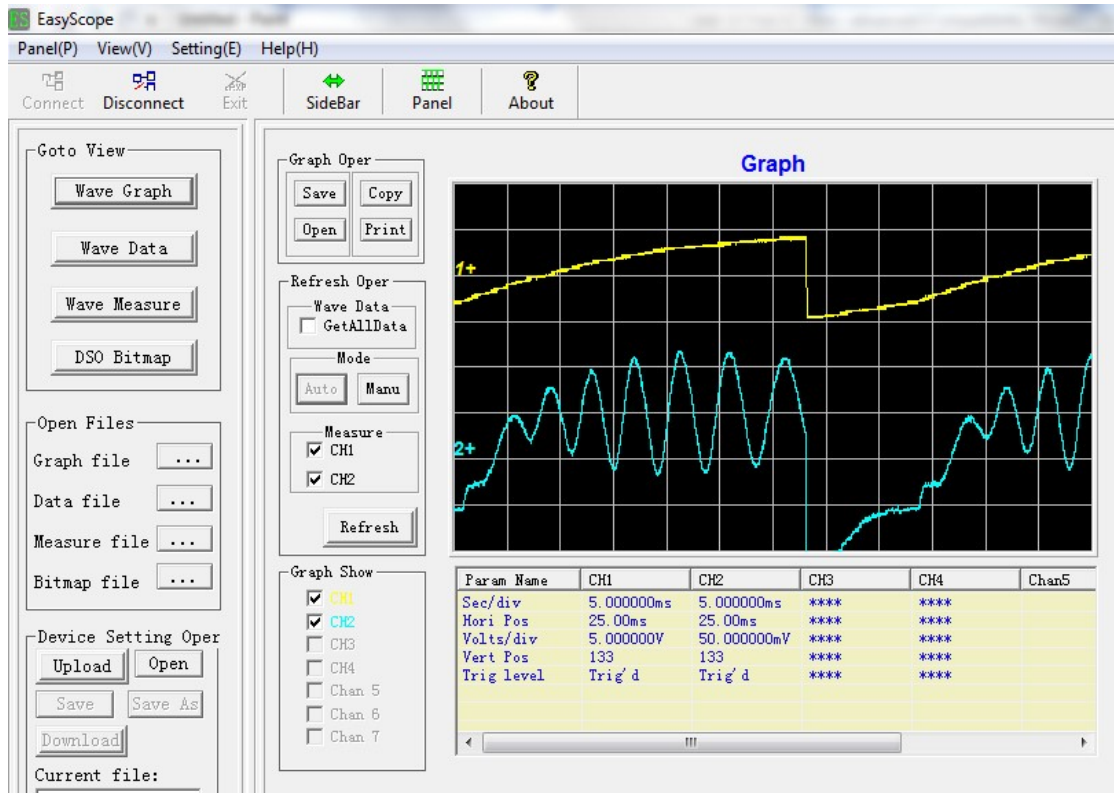 EasyScope
Panel(P) View(V) Setting(E) Help(H)
Connect Disconnect Exit SideBar Panel About
Goto View
Wave Graph
Wave Data
Wave Measure
DSO Bitmap
Open Files
Graph file ...
Data file ...
Measure file ...
Bitmap file ...
Device Setting Oper
Upload Open
Save Save As
Download
Current file:
Graph Oper
Save Copy
Open Print
Refresh Oper
Wave Data
GetAllData
Mode
Auto Manu
Measure
CH1
CH2
Refresh
Graph Show
CH1
CH2
CH3
CH4
Chan 5
Chan 6
Chan 7
Graph
1+
2+
Param Name CH1 CH2 CH3 CH4 Chan5
Sec/div 5.000000ms 5.000000ms **** ****
Hori Pos 25.00ms 25.00ms **** ****
Volts/div 5.000000V 50.000000mV **** ****
Vert Pos 133 133 **** ****
Trig level Trig'd Trig'd **** ****